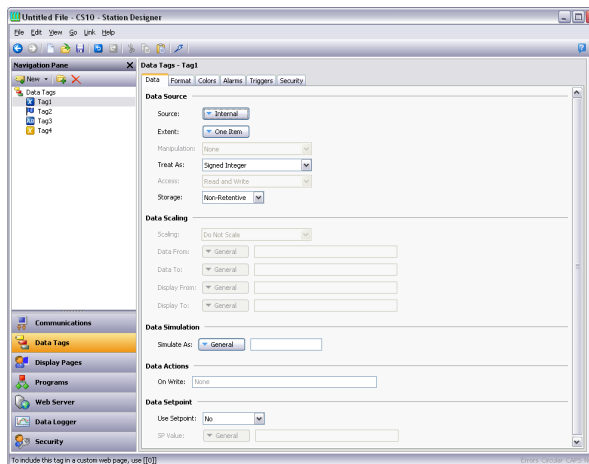 Untitled File - CS10 - Station Designer
File Edit View Go Link Help
Navigation Pane
New
Data Tags
Tag1
Tag2
Tag3
Tag4
Communications
Data Tags
Display Pages
Programs
Web Server
Data Logger
Security
Data Tags - Tag1
Data Format Colors Alarms Triggers Security
Data Source
Source: Internal
Extent: One Item
Manipulation: None
Treat As: Signed Integer
Access: Read and Write
Storage: Non-Retentive
Data Scaling
Scaling: Do Not Scale
Data From: General
Data To: General
Display From: General
Display To: General
Data Simulation
Simulate As: General
Data Actions
On Write: None
Data Setpoint
Use Setpoint: No
SP Value: General
To include this tag in a custom web page, use [[0]]
Errors Circular CAPS